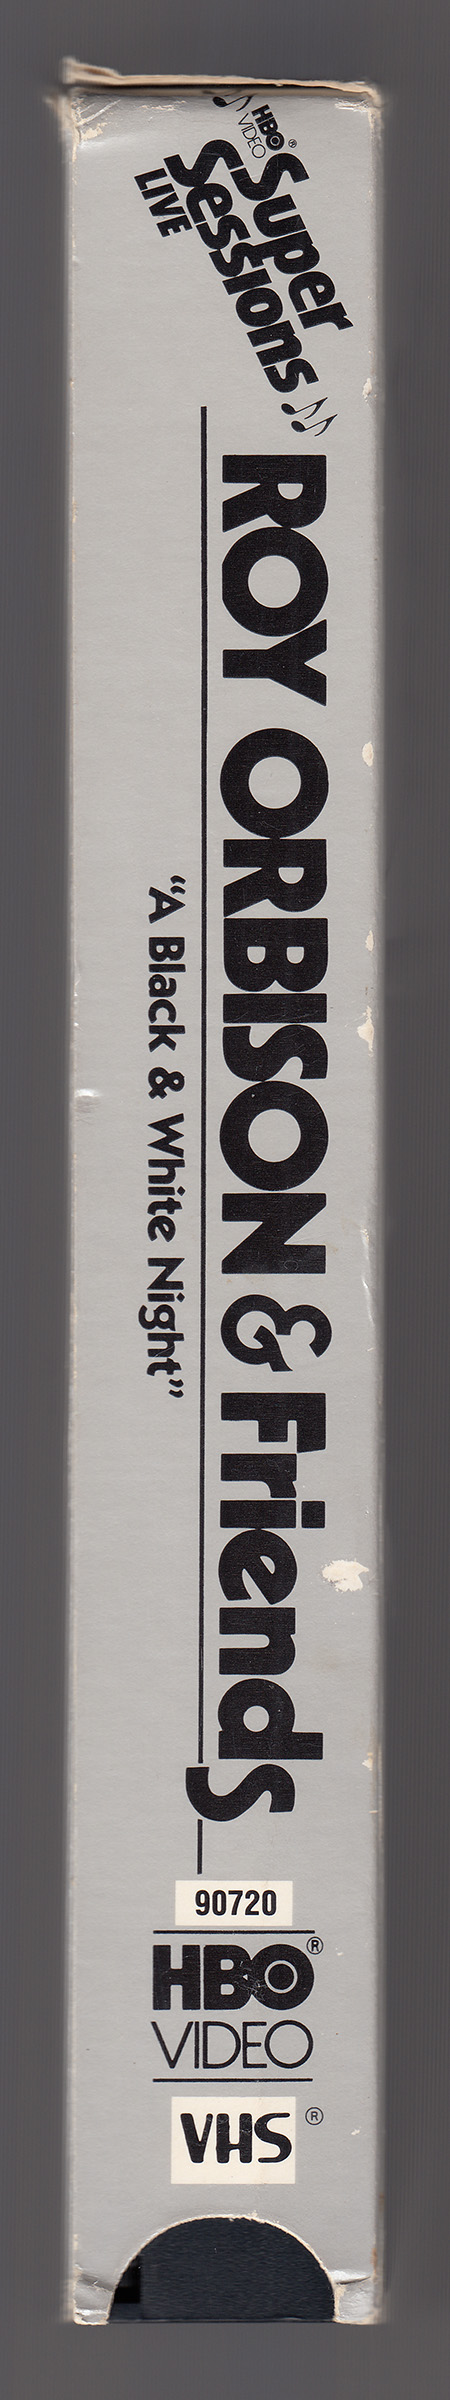 HBO®
VIDEO
Super
Sessions
LIVE
ROY ORBISON & Friends
“A Black & White Night”
90720
HBO®
VIDEO
VHS ®